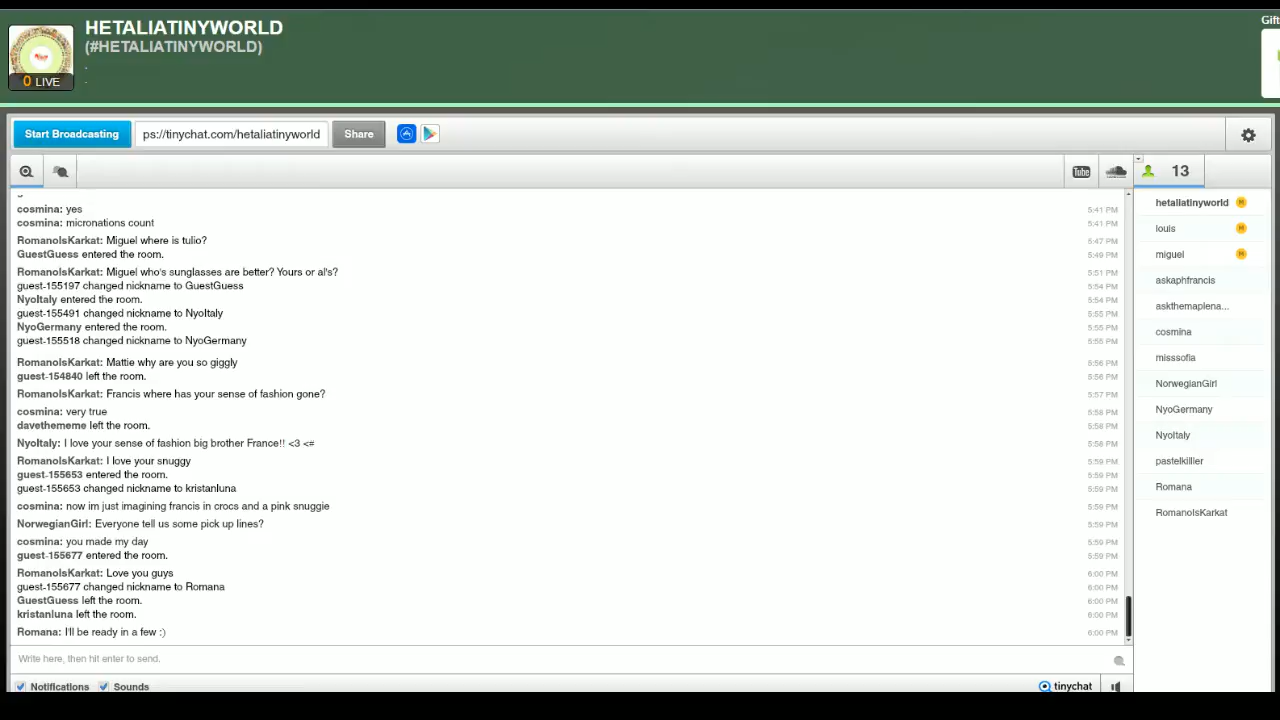 HETALIATINYWORLD
(#HETALIATINYWORLD)
Gift
0 LIVE
Start Broadcasting
ps://tinychat.com/hetaliatinyworld
Share
Tube
13
cosmina: yes 5:41 PM
cosmina: micronations count 5:41 PM
RomanoIsKarkat: Miguel where is tulio? 5:47 PM
GuestGuess entered the room. 5:49 PM
RomanoIsKarkat: Miguel who's sunglasses are better? Yours or al's? 5:51 PM
guest-155197 changed nickname to GuestGuess 5:54 PM
NyoItaly entered the room. 5:54 PM
guest-155491 changed nickname to NyoItaly 5:55 PM
NyoGermany entered the room. 5:55 PM
guest-155518 changed nickname to NyoGermany 5:55 PM
RomanoIsKarkat: Mattie why are you so giggly 5:56 PM
guest-154840 left the room. 5:56 PM
RomanoIsKarkat: Francis where has your sense of fashion gone? 5:57 PM
cosmina: very true 5:58 PM
davethememe left the room. 5:58 PM
NyoItaly: I love your sense of fashion big brother France!! <3 <# 5:58 PM
RomanoIsKarkat: I love your snuggy 5:59 PM
guest-155653 entered the room. 5:59 PM
guest-155653 changed nickname to kristanluna 5:59 PM
cosmina: now im just imagining francis in crocs and a pink snuggie 5:59 PM
NorwegianGirl: Everyone tell us some pick up lines? 5:59 PM
cosmina: you made my day 5:59 PM
guest-155677 entered the room. 5:59 PM
RomanoIsKarkat: Love you guys 6:00 PM
guest-155677 changed nickname to Romana 6:00 PM
GuestGuess left the room. 6:00 PM
kristanluna left the room. 6:00 PM
Romana: I'll be ready in a few :) 6:00 PM
hetaliatinyworld M
louis M
miguel M
askaphfrancis
askthemaplena...
cosmina
misssofia
NorwegianGirl
NyoGermany
NyoItaly
pastelkilller
Romana
RomanoIsKarkat
Write here, then hit enter to send.
Notifications
Sounds
tinychat